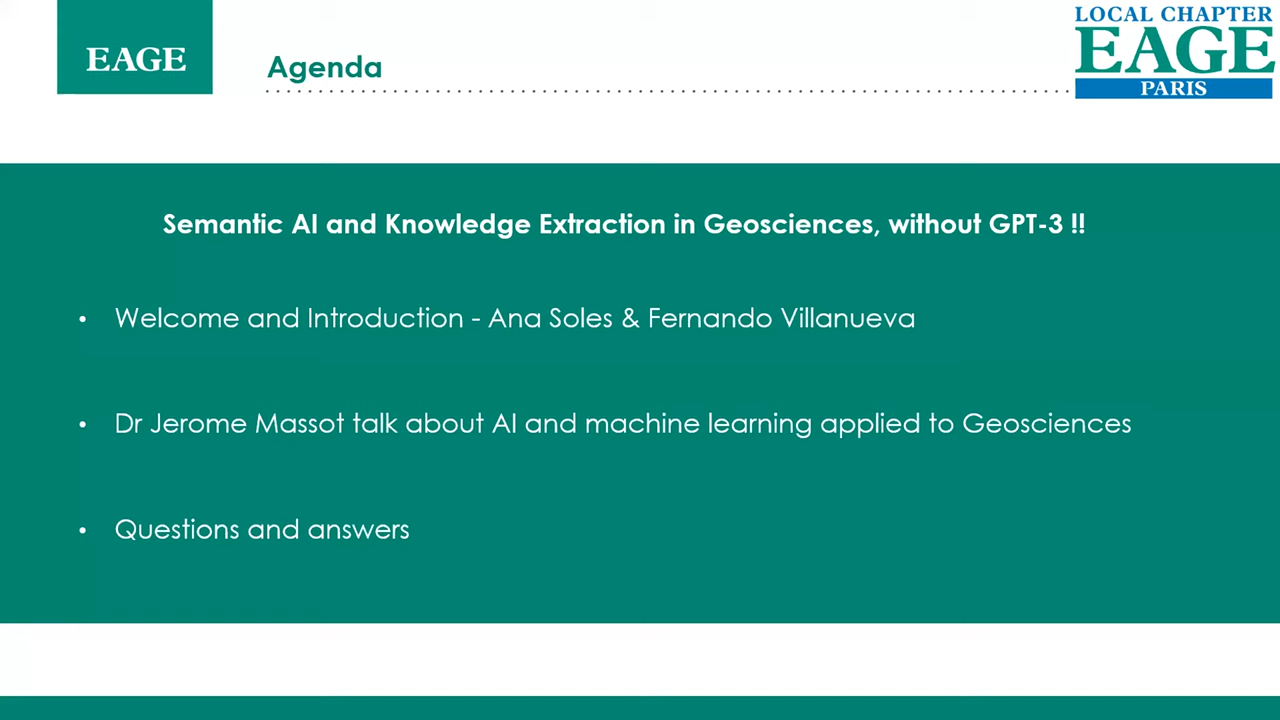 EAGE
Agenda
LOCAL CHAPTER
EAGE
PARIS
Semantic AI and Knowledge Extraction in Geosciences, without GPT-3 !!
• Welcome and Introduction - Ana Soles & Fernando Villanueva
• Dr Jerome Massot talk about AI and machine learning applied to Geosciences
• Questions and answers